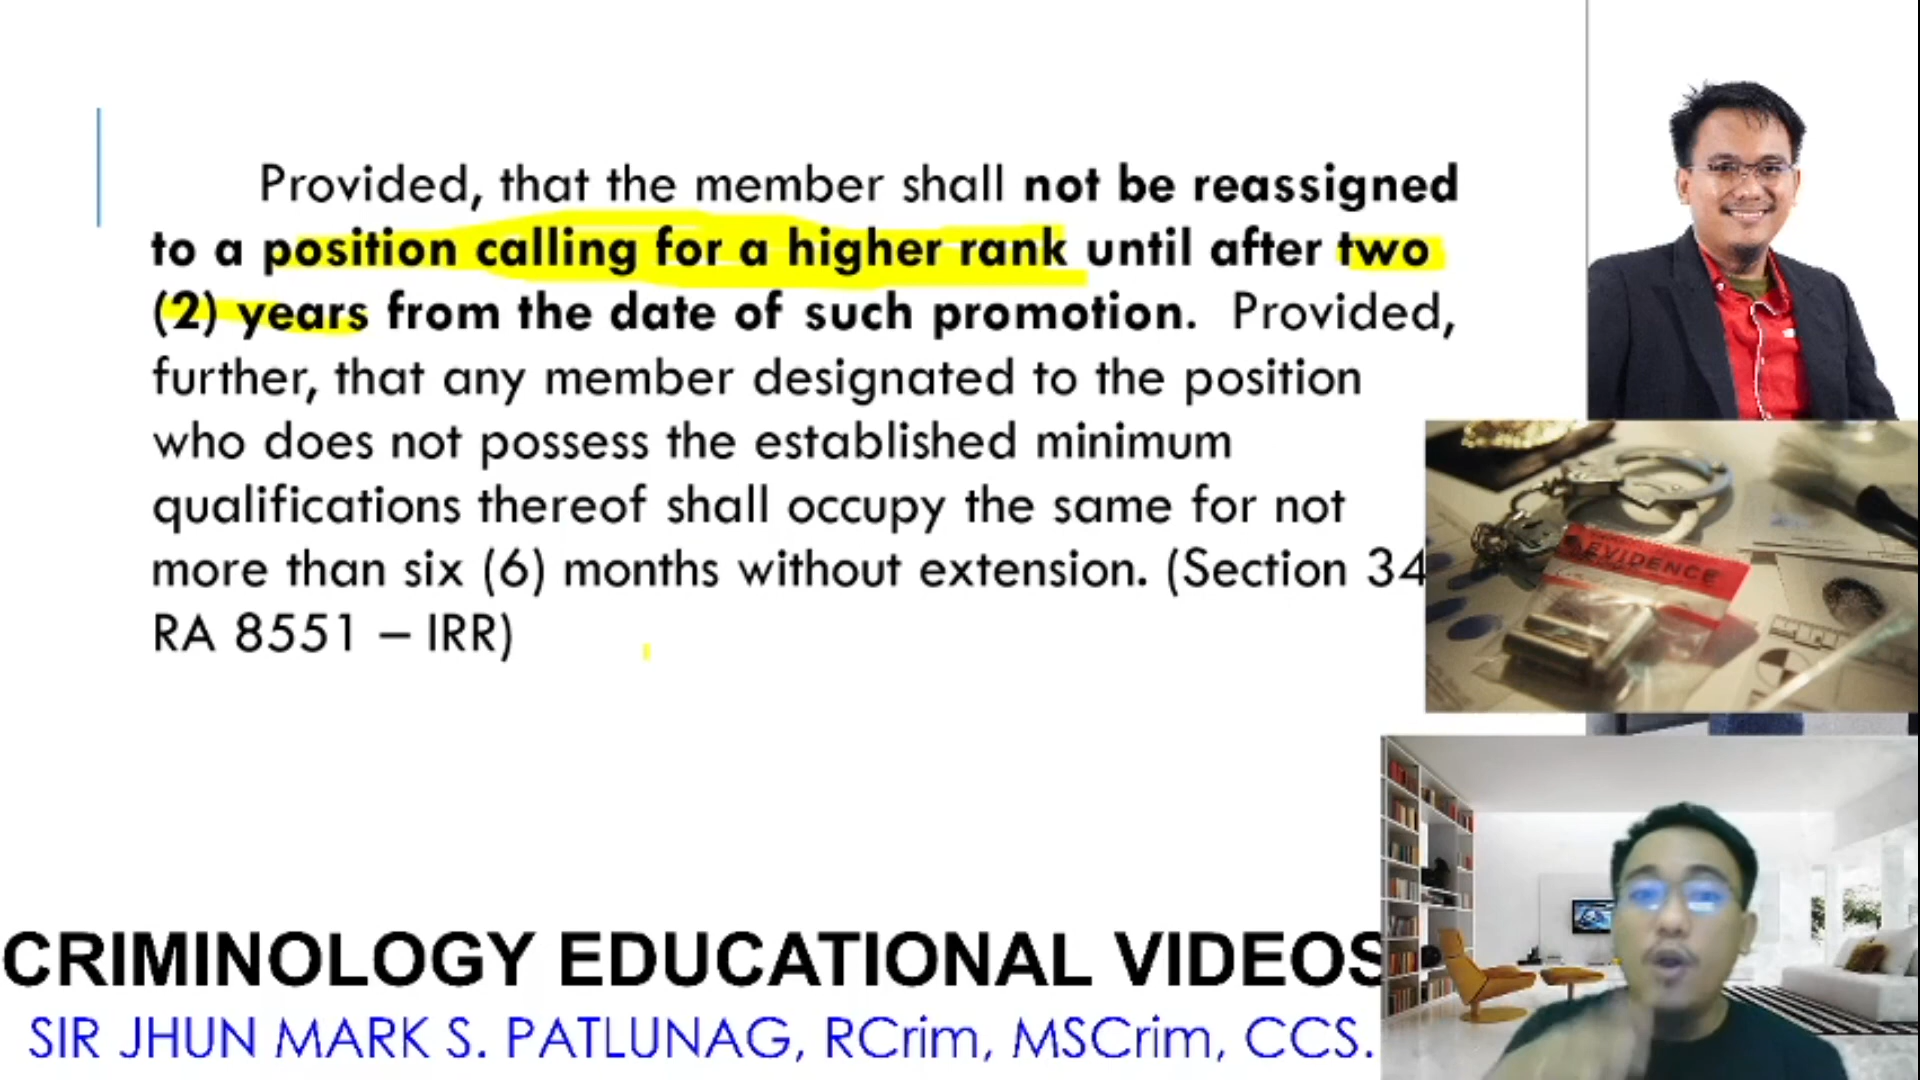 Provided, that the member shall not be reassigned
to a position calling for a higher rank until after two
(2) years from the date of such promotion. Provided,
further, that any member designated to the position
who does not possess the established minimum
qualifications thereof shall occupy the same for not
more than six (6) months without extension. (Section 34
RA 8551 – IRR)
EVIDENCE
CRIMINOLOGY EDUCATIONAL VIDEOS
SIR JHUN MARK S. PATLUNAG, RCrim, MSCrim, CCS.